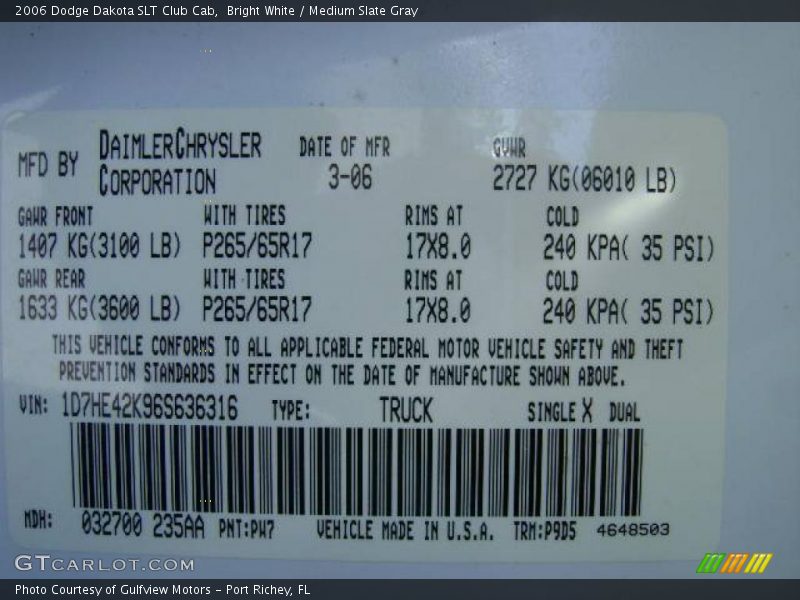 2006 Dodge Dakota SLT Club Cab,  Bright White / Medium Slate Gray
MFD BY DAIMLERCHRYSLER CORPORATION DATE OF MFR 3-06 GVWR 2727 KG(06010 LB)
GAWR FRONT WITH TIRES RIMS AT COLD
1407 KG(3100 LB) P265/65R17 17X8.0 240 KPA( 35 PSI)
GAWR REAR WITH TIRES RIMS AT COLD
1633 KG(3600 LB) P265/65R17 17X8.0 240 KPA( 35 PSI)
THIS VEHICLE CONFORMS TO ALL APPLICABLE FEDERAL MOTOR VEHICLE SAFETY AND THEFT
PREVENTION STANDARDS IN EFFECT ON THE DATE OF MANUFACTURE SHOWN ABOVE.
VIN: 1D7HE42K96S636316 TYPE: TRUCK SINGLE X DUAL
MDH: 032700 235AA PNT:PW7 VEHICLE MADE IN U.S.A. TRM:P9D5 4648503
GTCARLOT.COM
Photo Courtesy of Gulfview Motors - Port Richey, FL